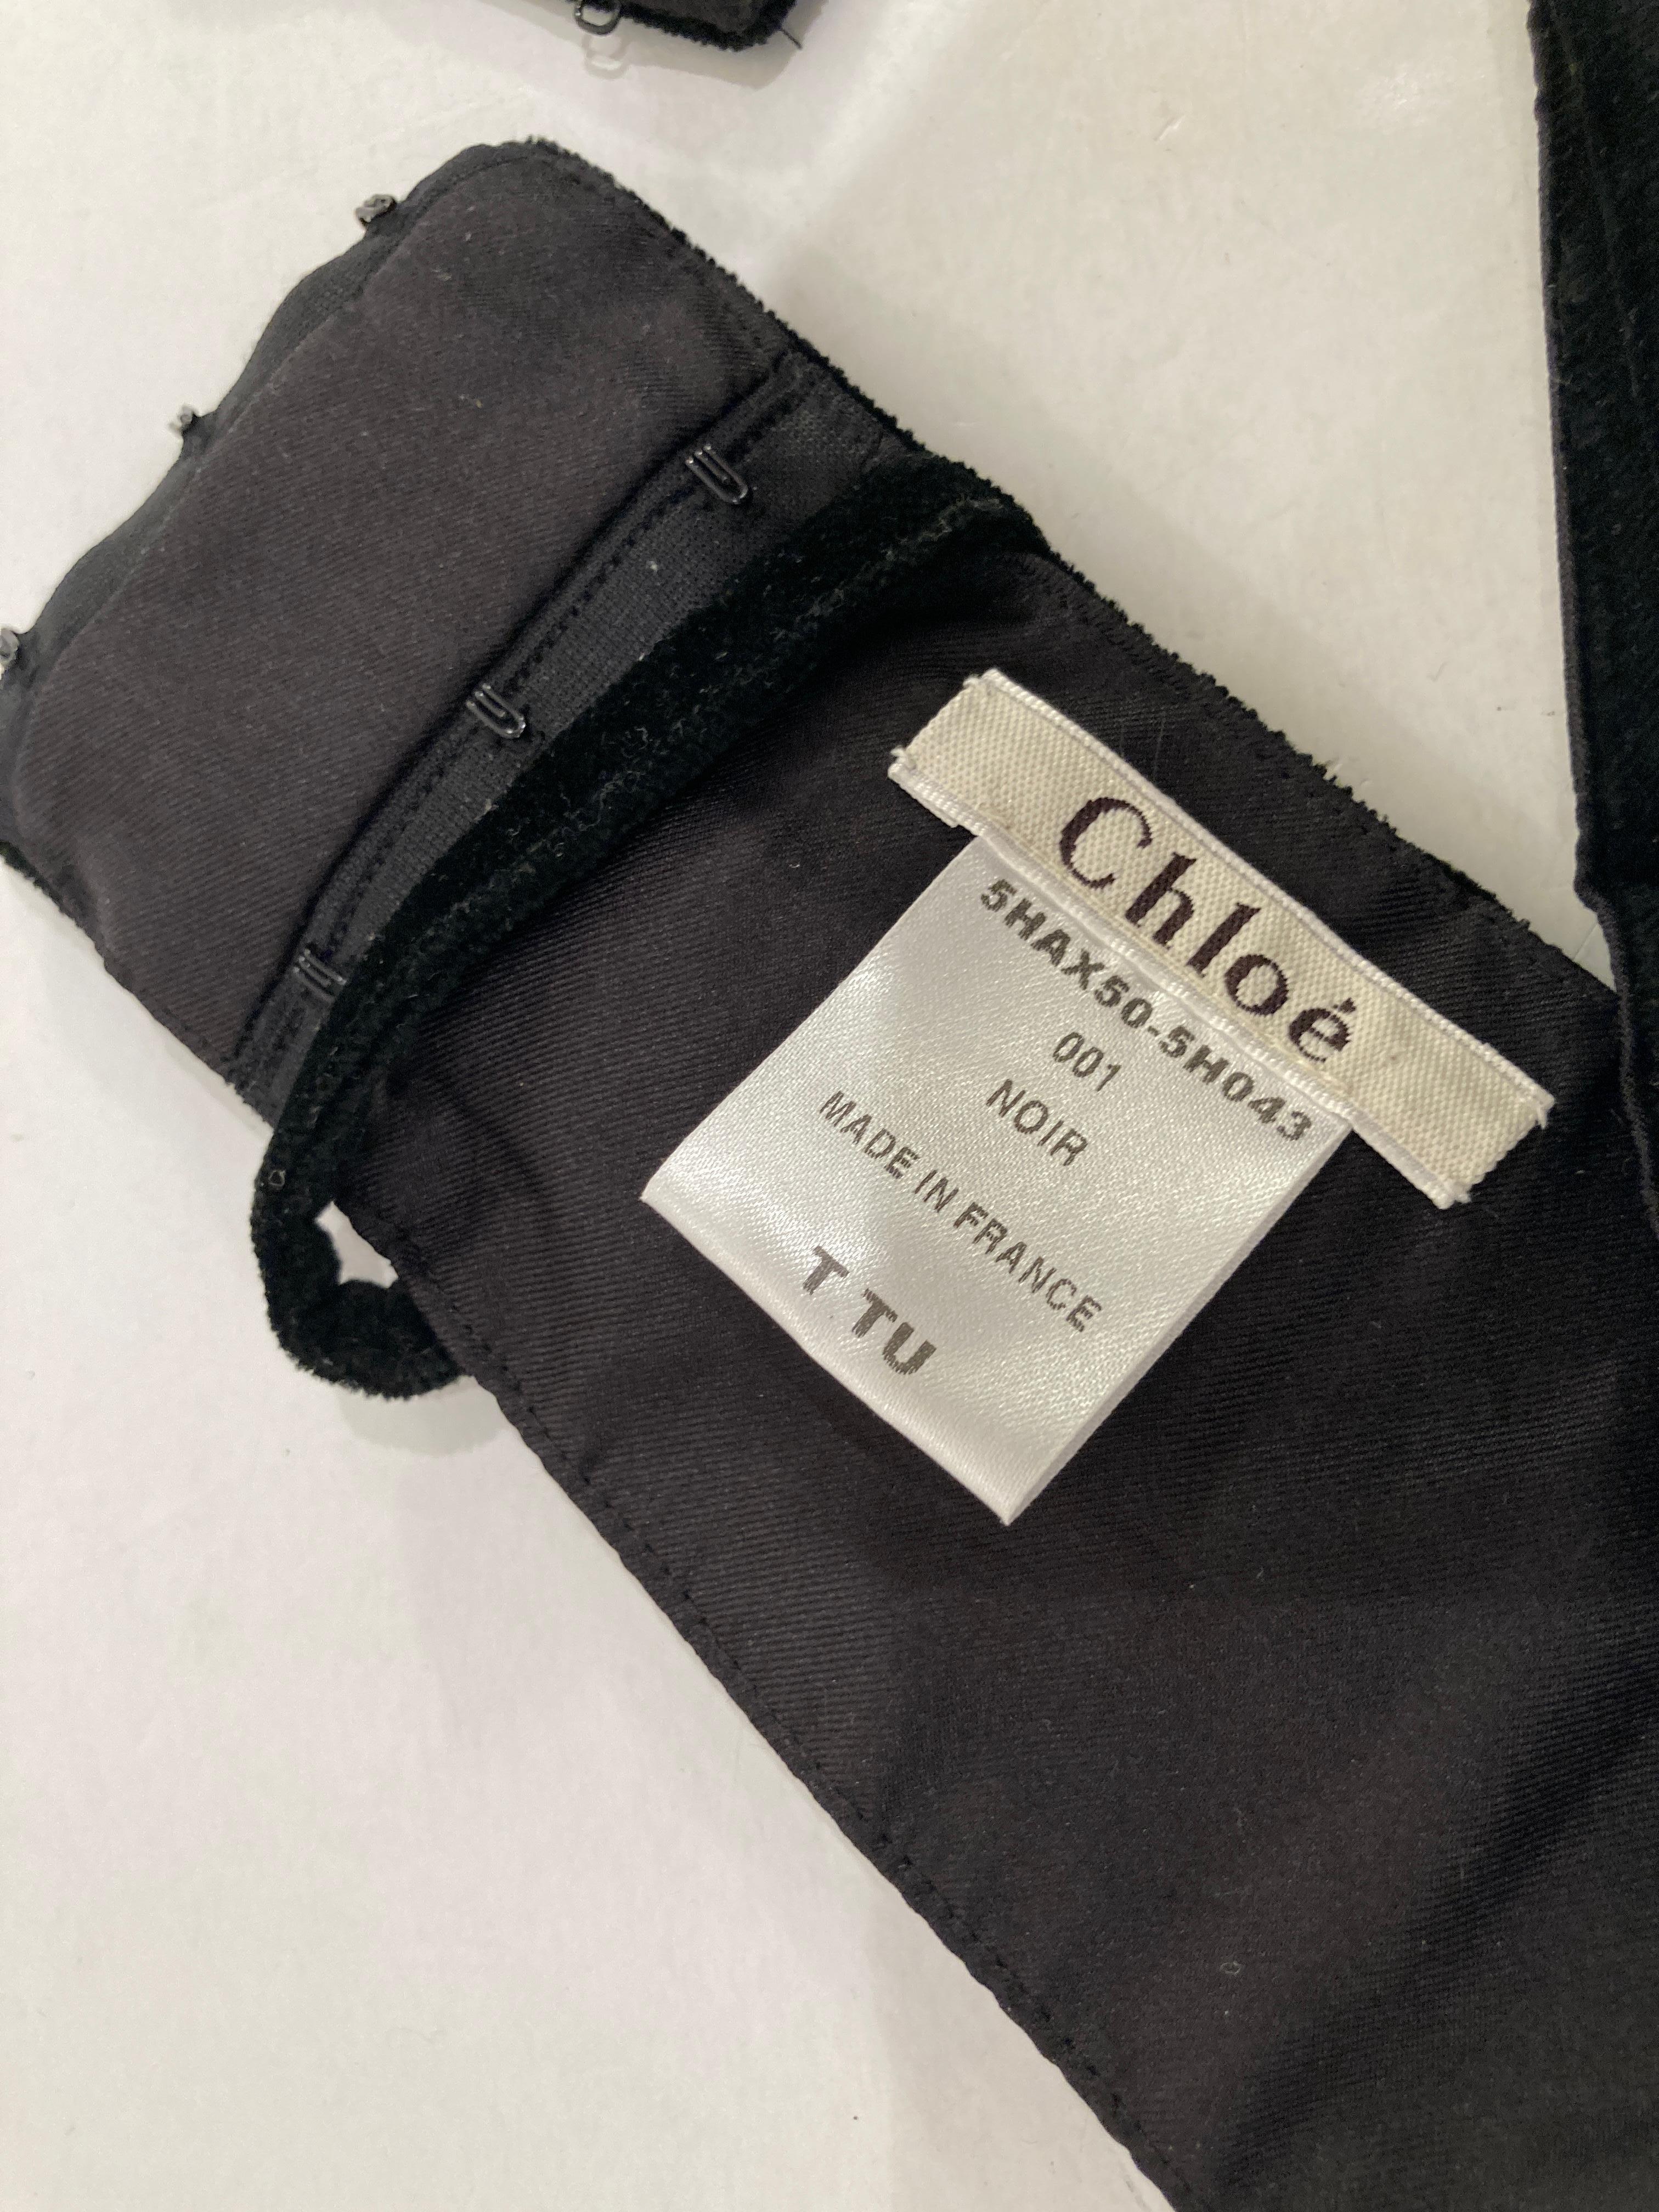 Chloé
5HAX50-5H043
001
NOIR
MADE IN FRANCE
T TU